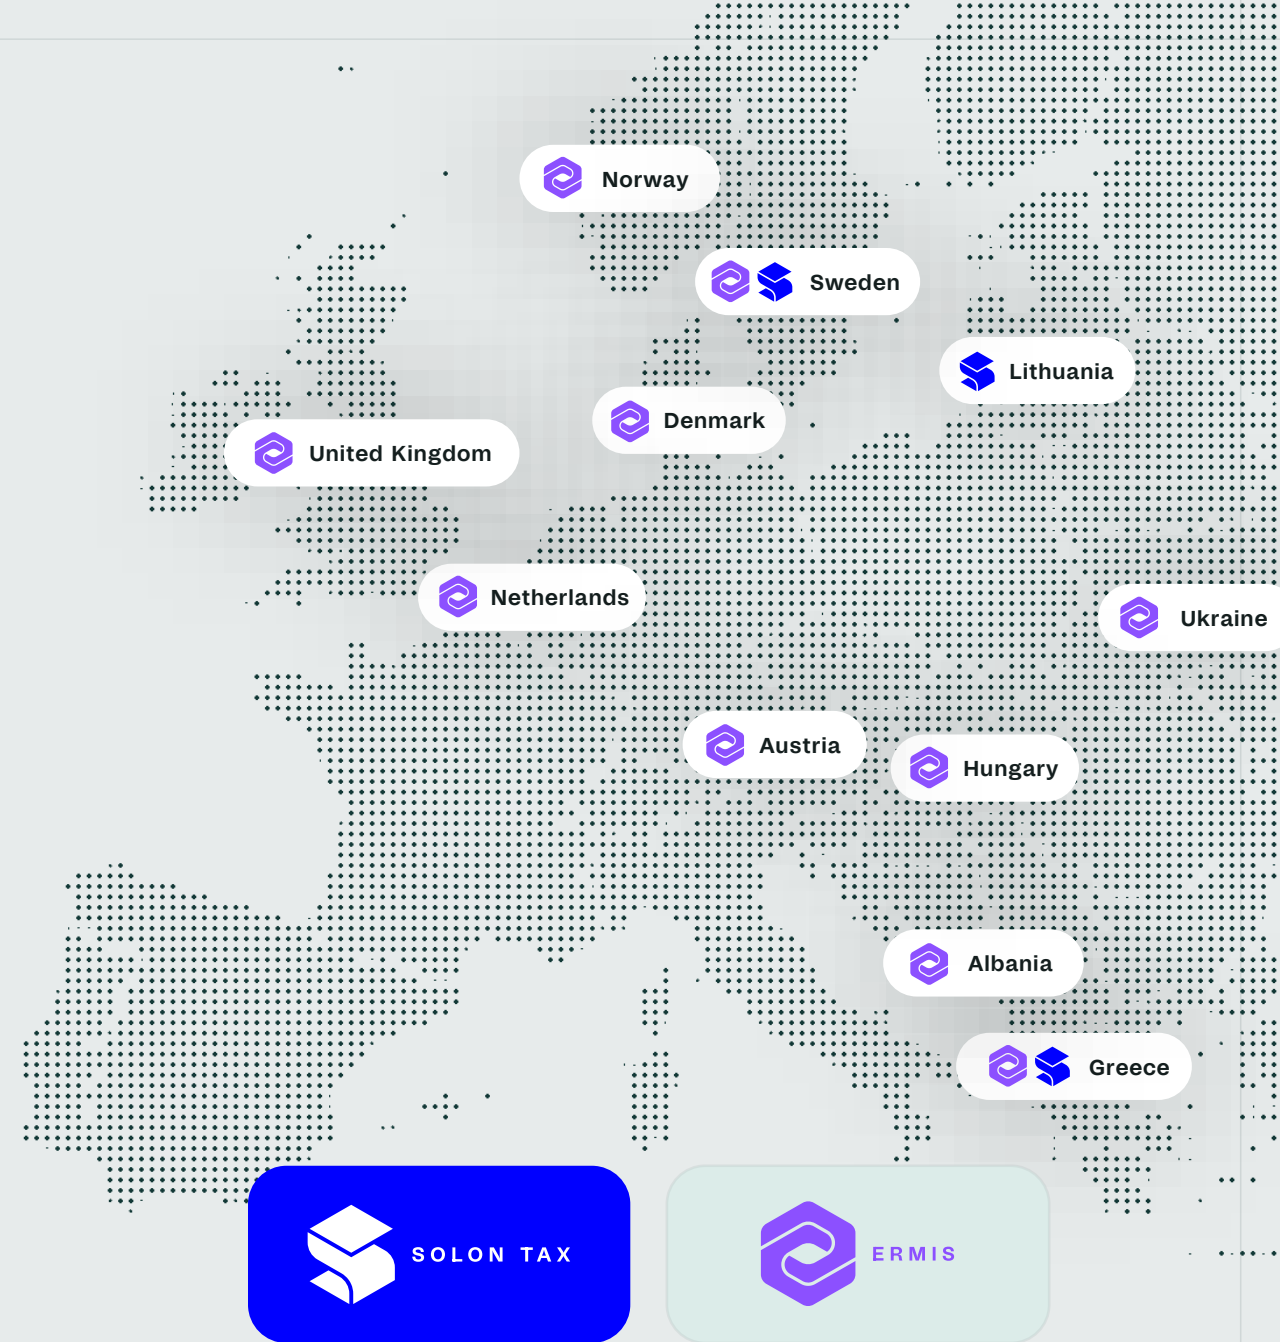 Norway
Sweden
Lithuania
Denmark
United Kingdom
Netherlands
Ukraine
Austria
Hungary
Albania
Greece
SOLON TAX
ERMIS